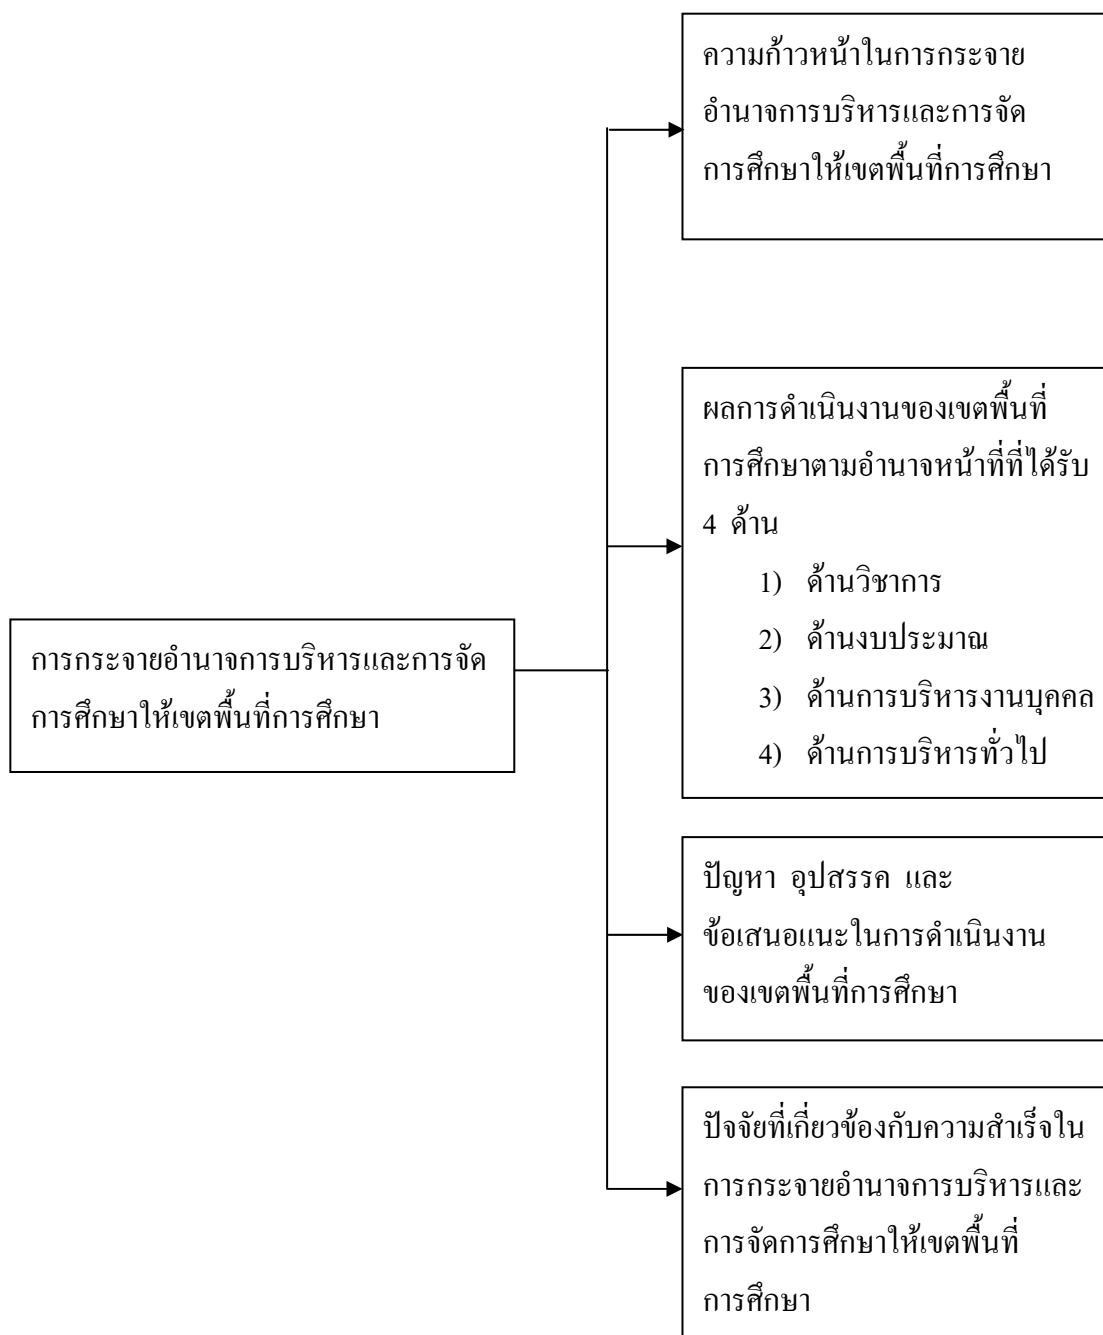 ความก้าวหน้าในการกระจาย
อำนาจการบริหารและการจัด
การศึกษาให้เขตพื้นที่การศึกษา
ผลการดำเนินงานของเขตพื้นที่
การศึกษาตามอำนาจหน้าที่ที่ได้รับ
4 ด้าน
1) ด้านวิชาการ
2) ด้านงบประมาณ
3) ด้านการบริหารงานบุคคล
4) ด้านการบริหารทั่วไป
การกระจายอำนาจการบริหารและการจัด
การศึกษาให้เขตพื้นที่การศึกษา
ปัญหา อุปสรรค และ
ข้อเสนอแนะในการดำเนินงาน
ของเขตพื้นที่การศึกษา
ปัจจัยที่เกี่ยวข้องกับความสำเร็จใน
การกระจายอำนาจการบริหารและ
การจัดการศึกษาให้เขตพื้นที่
การศึกษา